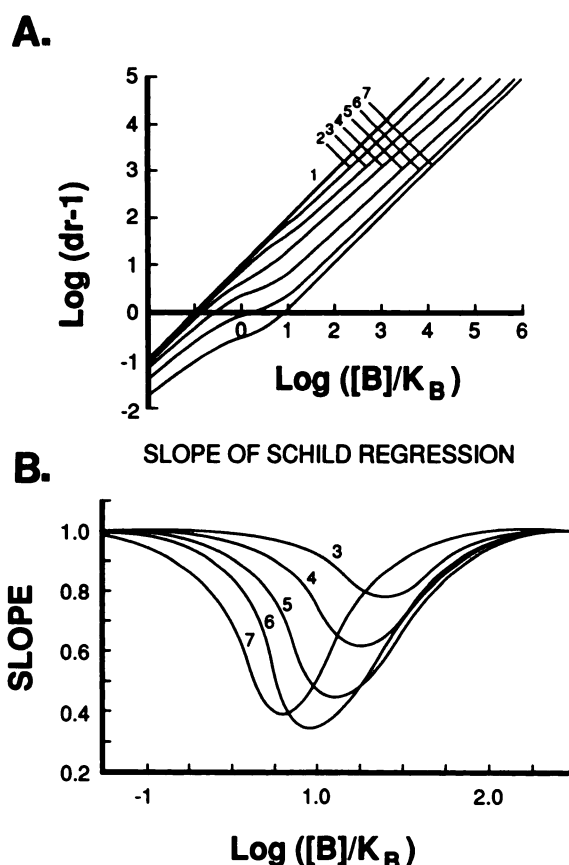 A.
Log (dr-1)
5
4
3
2
1
0
-1
-2
1
2 3 4 5 6 7
0 1 2 3 4 5 6
Log ([B]/K B )
SLOPE OF SCHILD REGRESSION
B.
SLOPE
1.0
0.8
0.6
0.4
0.2
3
4
5
6
7
-1 1.0 2.0
Log ([B]/K B )